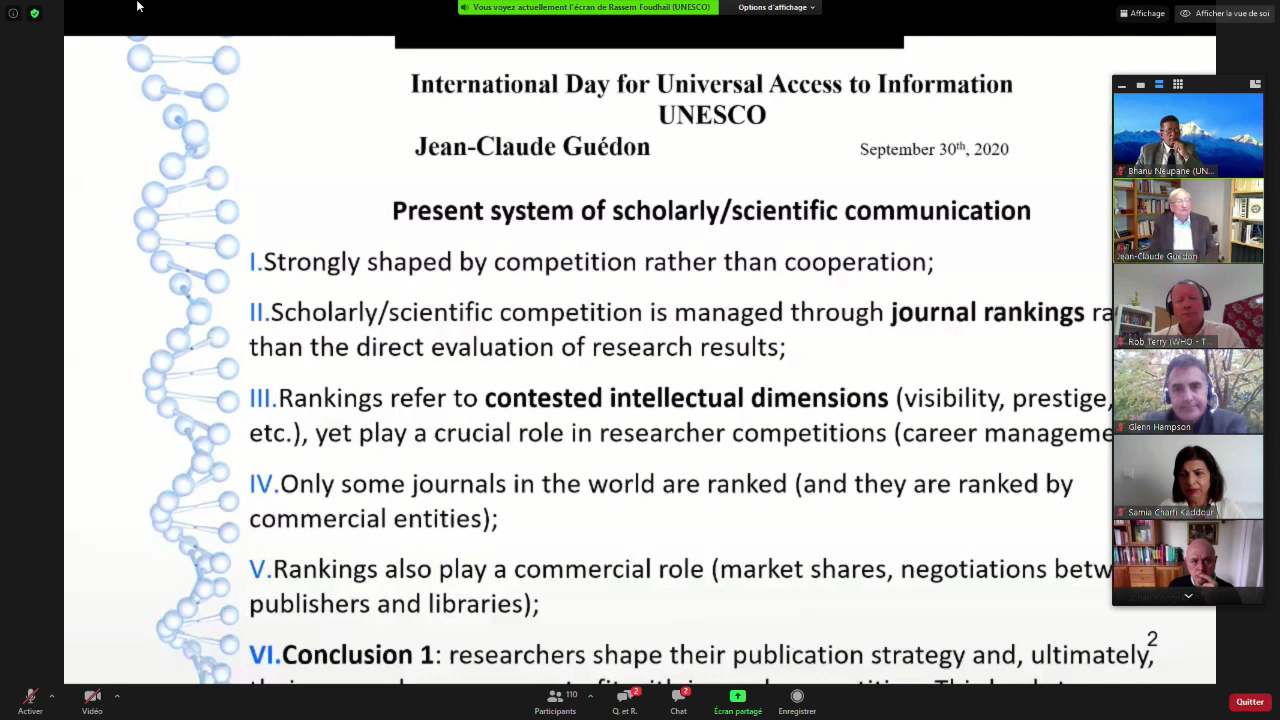 Vous voyez actuellement l'écran de Rassem Foudhail (UNESCO)
Options d'affichage
Affichage
Afficher la vue de soi
International Day for Universal Access to Information
UNESCO
Jean-Claude Guédon
September 30th, 2020
Present system of scholarly/scientific communication
I.Strongly shaped by competition rather than cooperation;
II.Scholarly/scientific competition is managed through journal rankings ra
than the direct evaluation of research results;
III.Rankings refer to contested intellectual dimensions (visibility, prestige,
etc.), yet play a crucial role in researcher competitions (career manageme
IV.Only some journals in the world are ranked (and they are ranked by
commercial entities);
V.Rankings also play a commercial role (market shares, negotiations betw
publishers and libraries);
VI.Conclusion 1: researchers shape their publication strategy and, ultimately,
2
Bhanu Neupane (UN...
Jean-Claude Guédon
Rob Terry (WHO - T...
Glenn Hampson
Samia Charfi Kaddour
Activer
Vidéo
110
Participants
2
Q. et R.
2
Chat
Écran partagé
Enregistrer
Quitter